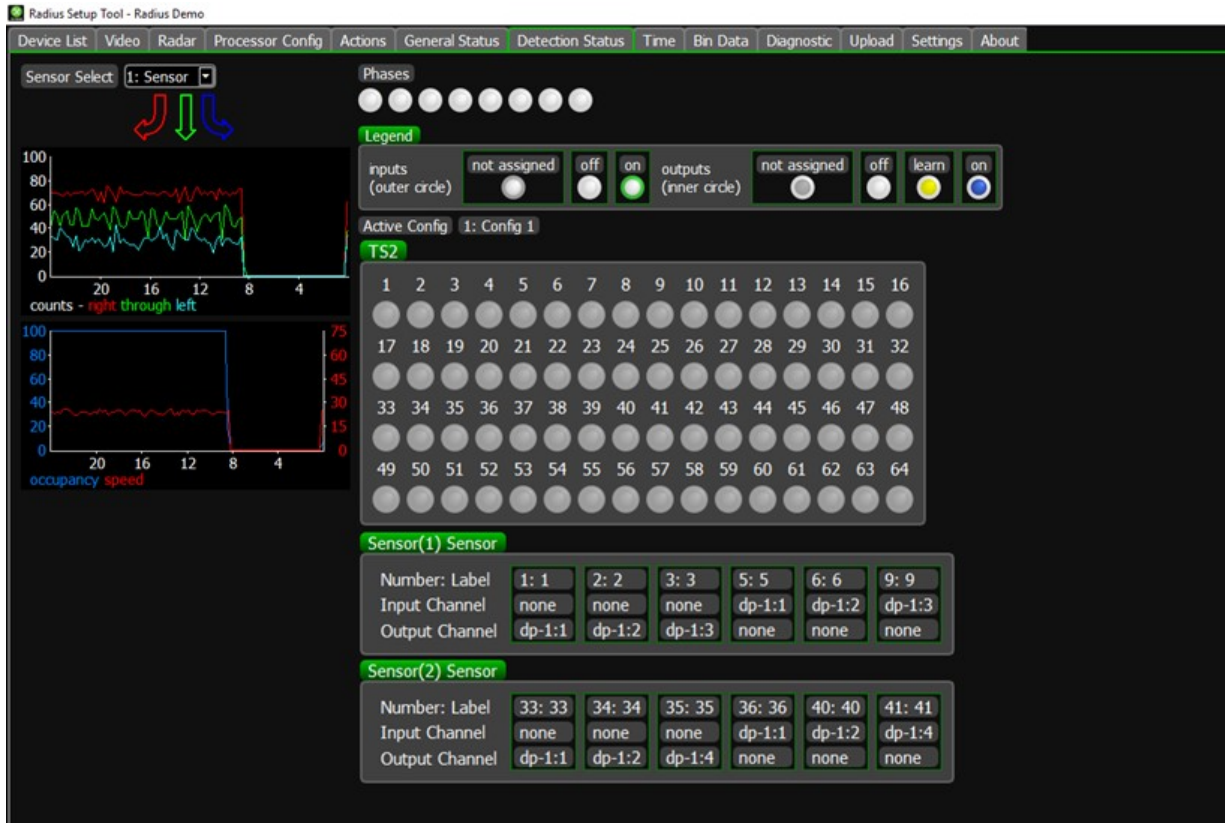 Radius Setup Tool - Radius Demo
Device List Video Radar Processor Config Actions General Status Detection Status Time Bin Data Diagnostic Upload Settings About
Sensor Select 1: Sensor
100
80
60
40
20
0
20 16 12 8 4
counts - right through left
100 75
80 60
60 45
40 30
20 15
0 0
20 16 12 8 4
occupancy speed
Phases
Legend
inputs
(outer circle)
not assigned off on
outputs
(inner circle)
not assigned off learn on
Active Config 1: Config 1
TS2
1 2 3 4 5 6 7 8 9 10 11 12 13 14 15 16
17 18 19 20 21 22 23 24 25 26 27 28 29 30 31 32
33 34 35 36 37 38 39 40 41 42 43 44 45 46 47 48
49 50 51 52 53 54 55 56 57 58 59 60 61 62 63 64
Sensor(1) Sensor
Number: Label 1: 1 2: 2 3: 3 5: 5 6: 6 9: 9
Input Channel none none none dp-1:1 dp-1:2 dp-1:3
Output Channel dp-1:1 dp-1:2 dp-1:3 none none none
Sensor(2) Sensor
Number: Label 33: 33 34: 34 35: 35 36: 36 40: 40 41: 41
Input Channel none none none dp-1:1 dp-1:2 dp-1:4
Output Channel dp-1:1 dp-1:2 dp-1:4 none none none